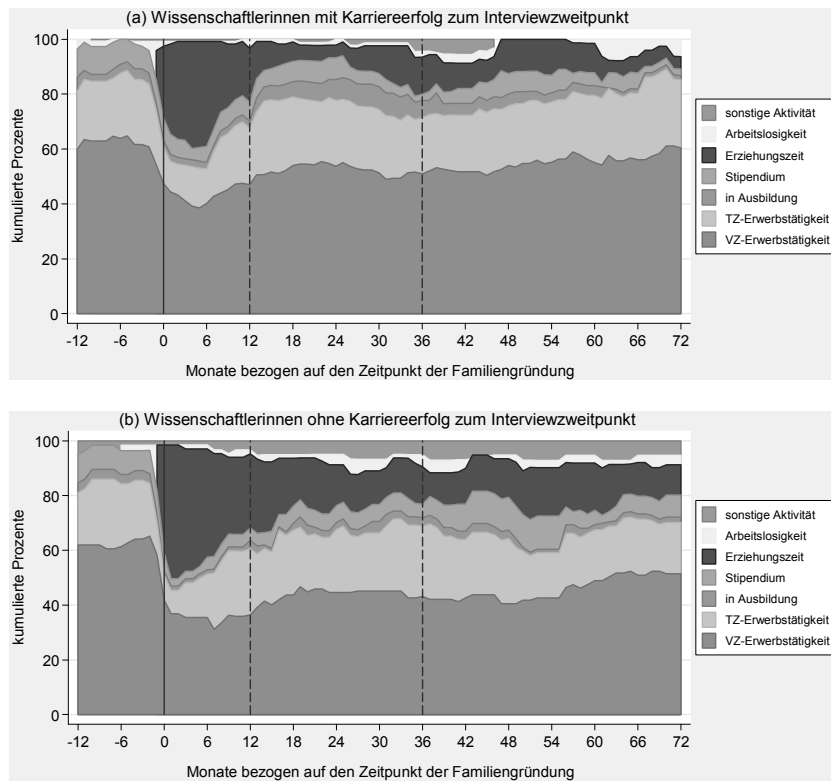 (a) Wissenschaftlerinnen mit Karriereerfolg zum Interviewzweitpunkt
100
80
60
40
20
0
kumulierte Prozente
-12 -6 0 6 12 18 24 30 36 42 48 54 60 66 72
Monate bezogen auf den Zeitpunkt der Familiengründung
sonstige Aktivität
Arbeitslosigkeit
Erziehungszeit
Stipendium
in Ausbildung
TZ-Erwerbstätigkeit
VZ-Erwerbstätigkeit
(b) Wissenschaftlerinnen ohne Karriereerfolg zum Interviewzweitpunkt
100
80
60
40
20
0
kumulierte Prozente
-12 -6 0 6 12 18 24 30 36 42 48 54 60 66 72
Monate bezogen auf den Zeitpunkt der Familiengründung
sonstige Aktivität
Arbeitslosigkeit
Erziehungszeit
Stipendium
in Ausbildung
TZ-Erwerbstätigkeit
VZ-Erwerbstätigkeit